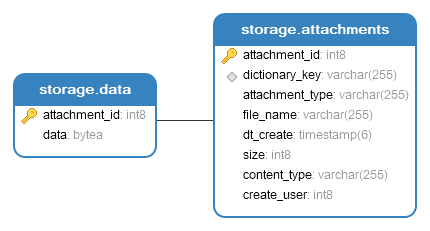 storage.data
attachment_id: int8
data: bytea
storage.attachments
attachment_id: int8
dictionary_key: varchar(255)
attachment_type: varchar(255)
file_name: varchar(255)
dt_create: timestamp(6)
size: int8
content_type: varchar(255)
create_user: int8